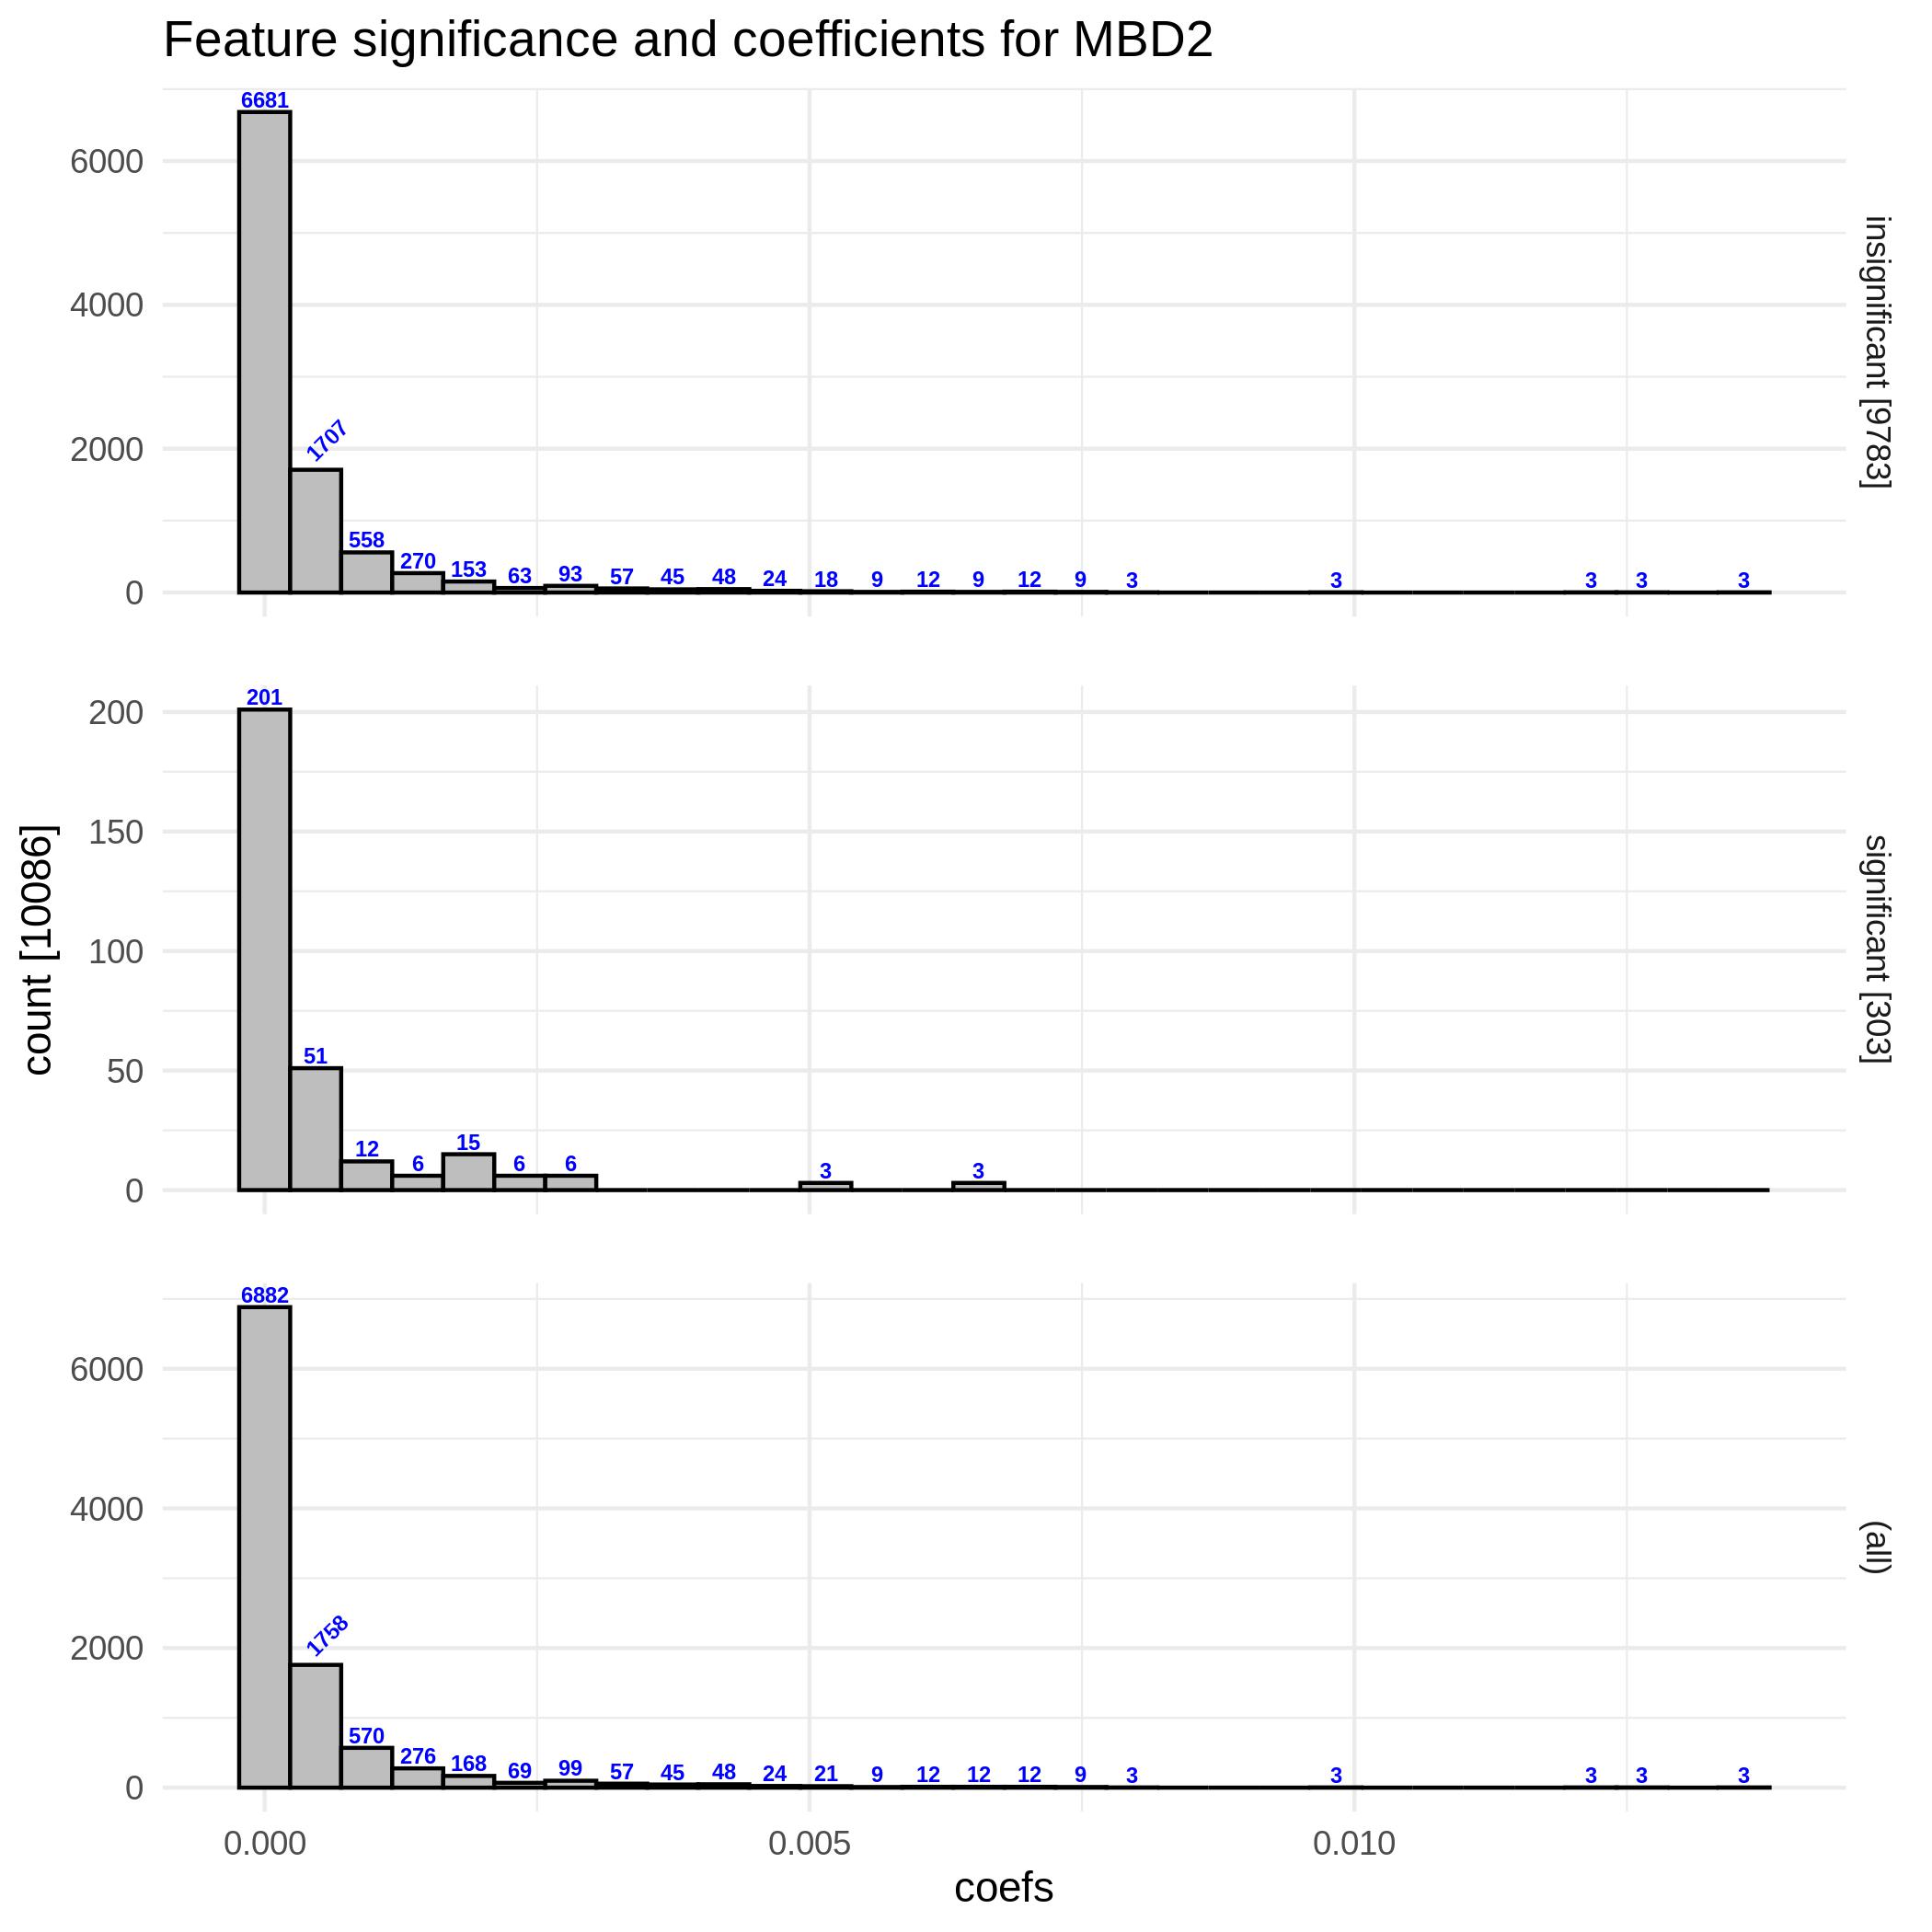 Feature significance and coefficients for MBD2
6681
6000
4000
2000
0
1707
558 270 153 63 93 57 45 48 24 18 9 12 9 12 9 3 3 3 3 3
insignificant [9783]
count [10086]
201
200
150
100
50
0
51
12 6 15 6 6 3 3
significant [303]
6882
6000
4000
2000
0
1758
570 276 168 69 99 57 45 48 24 21 9 12 12 12 9 3 3 3 3 3
(all)
0.000 0.005 0.010
coefs